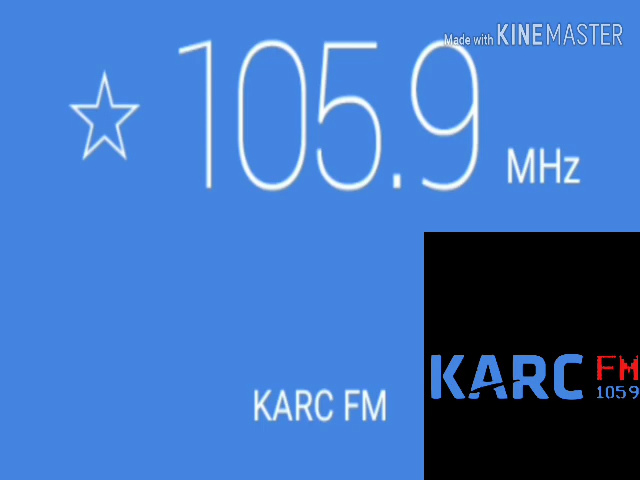 Made with KINEMASTER
105.9 MHz
KARC FM
KARC FM
105.9